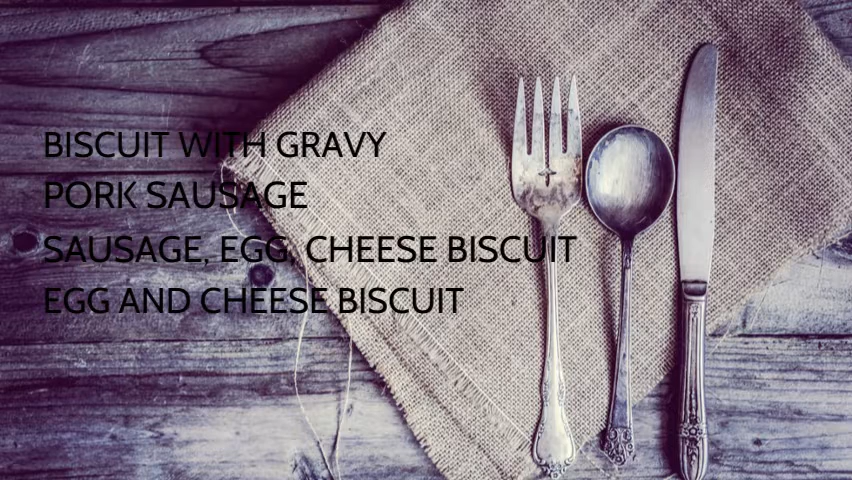 BISCUIT WITH GRAVY
PORK SAUSAGE
SAUSAGE, EGG, CHEESE BISCUIT
EGG AND CHEESE BISCUIT